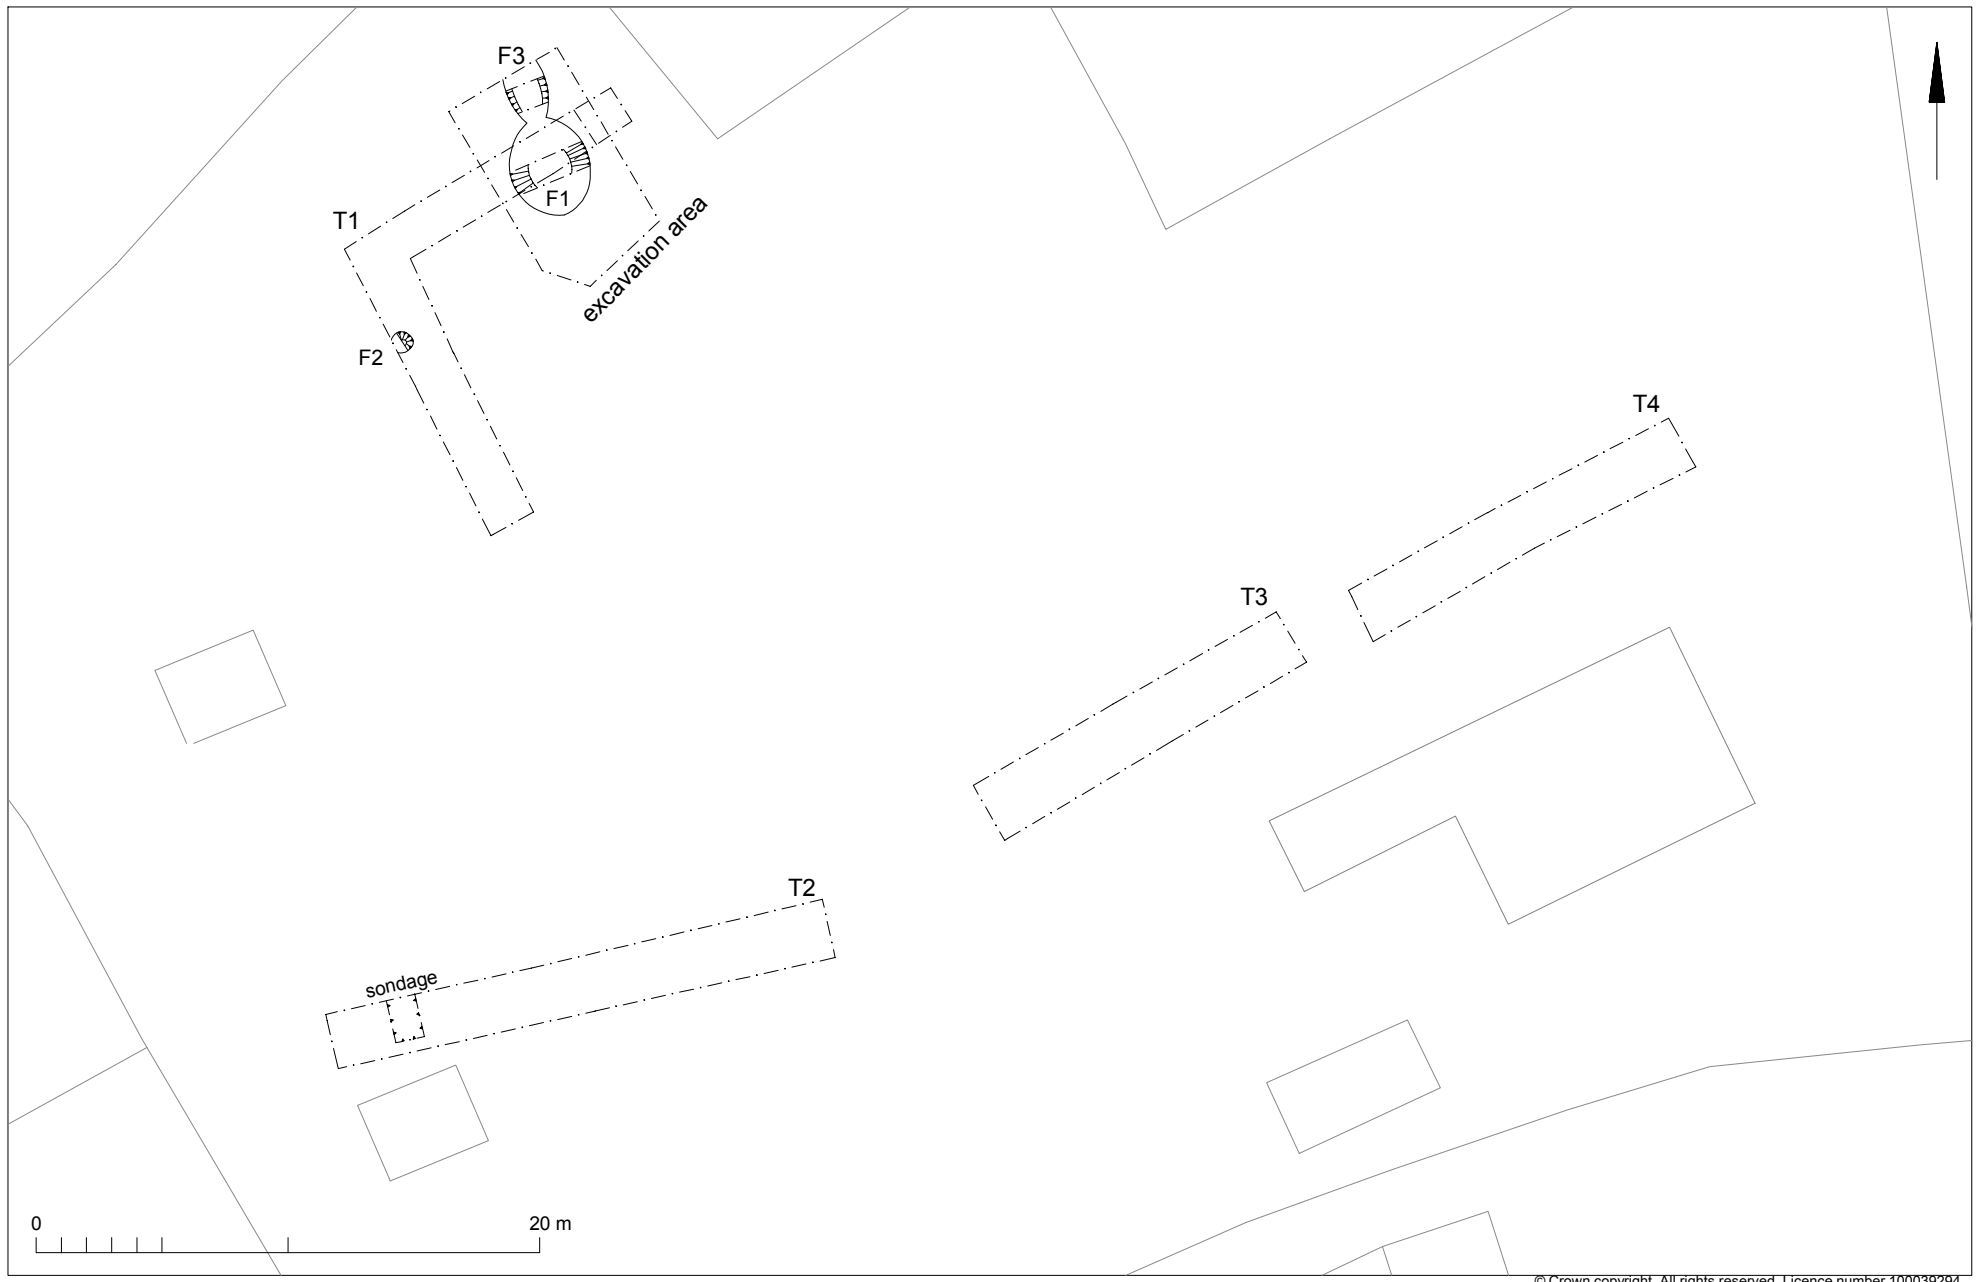 F3
F1
T1
excavation area
F2
T4
T3
T2
sondage
0
20 m
© Crown copyright. All rights reserved. Licence number 100039294